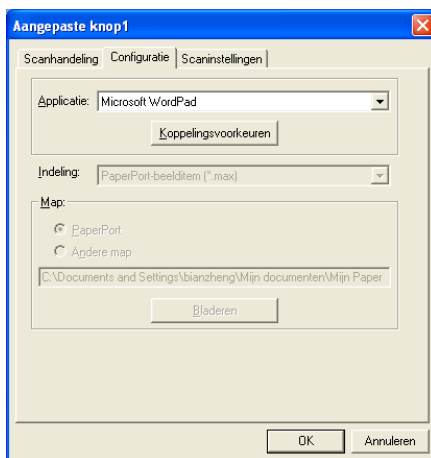 Aangepaste knop1
Scanhandeling Configuratie Scaninstellingen
Applicatie: Microsoft WordPad
Koppelingsvoorkeuren
Indeling: PaperPort-beelditem (*.max)
Map:
PaperPort
Andere map
C:\Documents and Settings\bianzheng\Mijn documenten\Mijn Paper
Bladeren
OK Annuleren